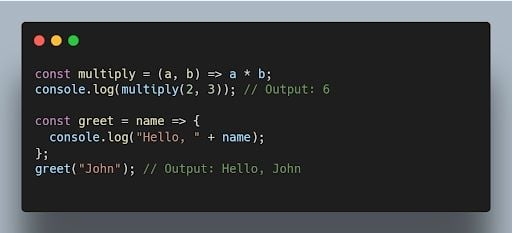 const multiply = (a, b) => a * b;
console.log(multiply(2, 3)); // Output: 6

const greet = name => {
  console.log("Hello, " + name);
};
greet("John"); // Output: Hello, John